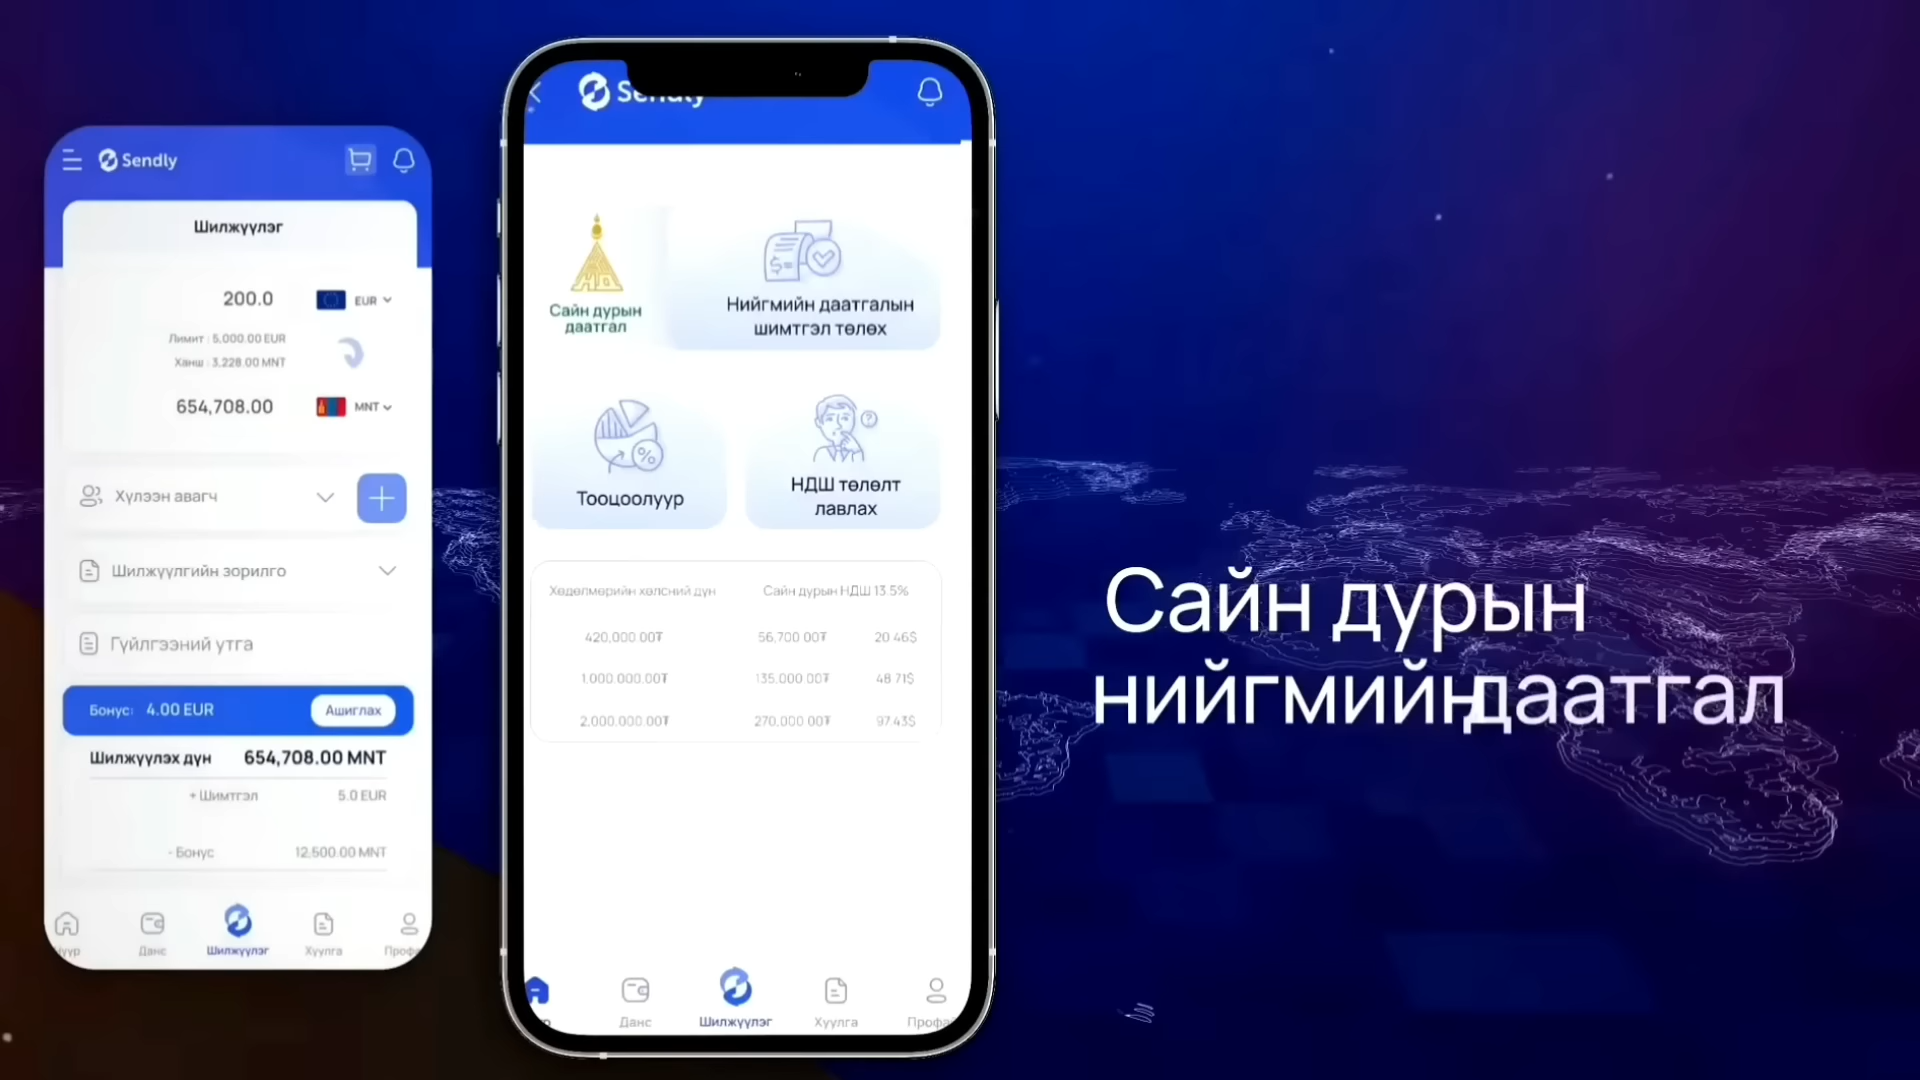 Sendly
Шилжүүлэг
200.0
EUR
Лимит : 5,000.00 EUR
Ханш : 3,228.00 MNT
654,708.00
MNT
Хүлээн авагч
Шилжүүлгийн зорилго
Гүйлгээний утга
Бонус: 4.00 EUR
Ашиглах
Шилжүүлэх дүн 654,708.00 MNT
+ Шимтгэл 5.0 EUR
- Бонус 12,500.00 MNT
Данс
Шилжүүлэг
Хуулга
Sendly
Сайн дурын
даатгал
Нийгмийн даатгалын
шимтгэл төлөх
Тооцоолуур
НДШ төлөлт
лавлах
Хөдөлмөрийн хөлсний дүн Сайн дурын НДШ 13.5%
420,000.00₮ 56,700.00₮ 20.46$
1,000,000.00₮ 135,000.00₮ 48.71$
2,000,000.00₮ 270,000.00₮ 97.43$
Данс
Шилжүүлэг
Хуулга
Сайн дурын
нийгмийн даатгал